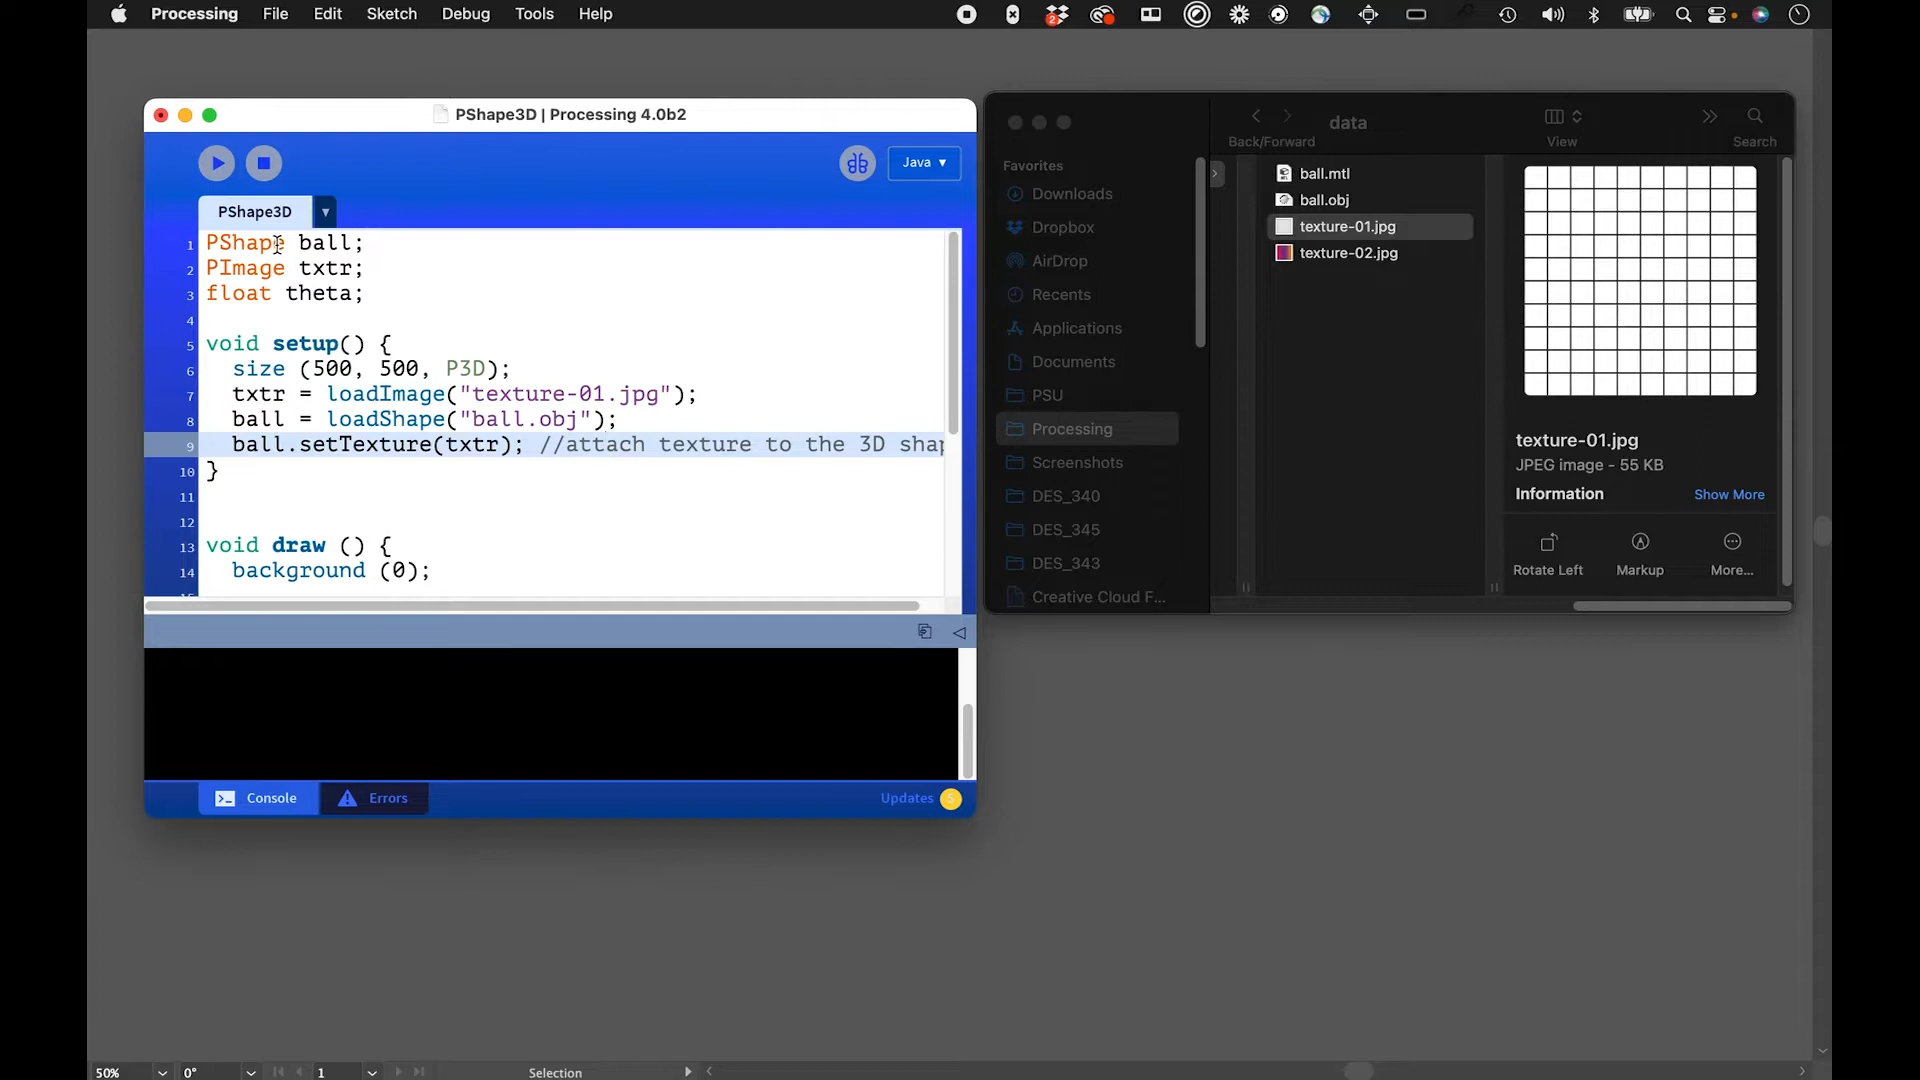 Processing File Edit Sketch Debug Tools Help
2
PShape3D | Processing 4.0b2
Java ▾
PShape3D ▾
1 PShape ball;
2 PImage txtr;
3 float theta;
4
5 void setup() {
6 size (500, 500, P3D);
7 txtr = loadImage("texture-01.jpg");
8 ball = loadShape("ball.obj");
9 ball.setTexture(txtr); //attach texture to the 3D shap
10 }
11
12
13 void draw () {
14 background (0);
Console Errors Updates 5
data
Back/Forward View Search
Favorites
Downloads
Dropbox
AirDrop
Recents
Applications
Documents
PSU
Processing
Screenshots
DES_340
DES_345
DES_343
Creative Cloud F...
ball.mtl
ball.obj
texture-01.jpg
texture-02.jpg
texture-01.jpg
JPEG image - 55 KB
Information Show More
Rotate Left Markup More...
50% 0° 1 Selection